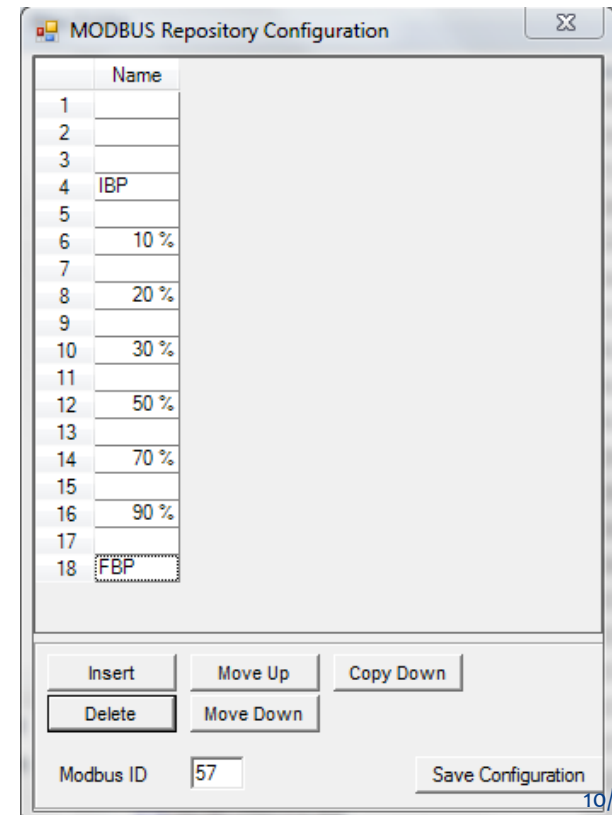 MODBUS Repository Configuration
Name
1
2
3
4 IBP
5
6 10 %
7
8 20 %
9
10 30 %
11
12 50 %
13
14 70 %
15
16 90 %
17
18 FBP
Insert Move Up Copy Down
Delete Move Down
Modbus ID 57 Save Configuration
10/